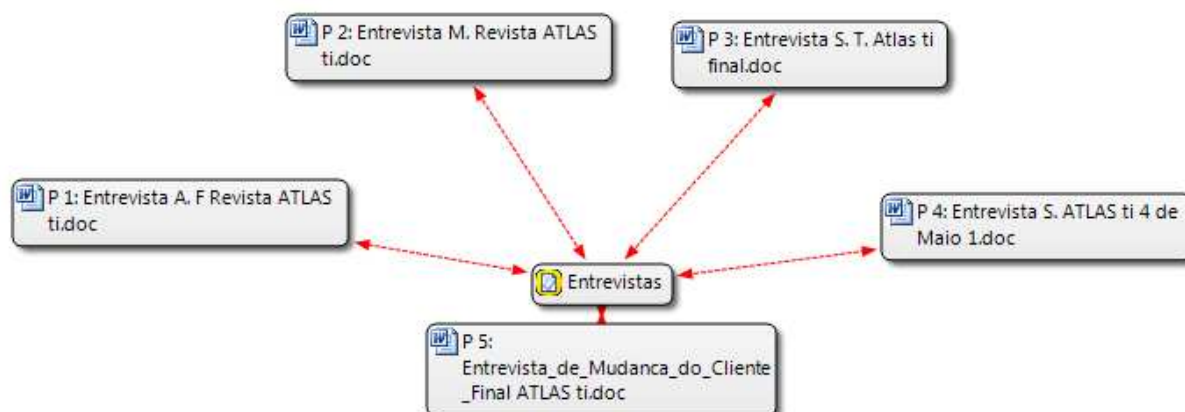 P 2: Entrevista M. Revista ATLAS
ti.doc
P 3: Entrevista S. T. Atlas ti
final.doc
P 1: Entrevista A. F Revista ATLAS
ti.doc
P 4: Entrevista S. ATLAS ti 4 de
Maio 1.doc
Entrevistas
P 5:
Entrevista_de_Mudanca_do_Cliente
_Final ATLAS ti.doc